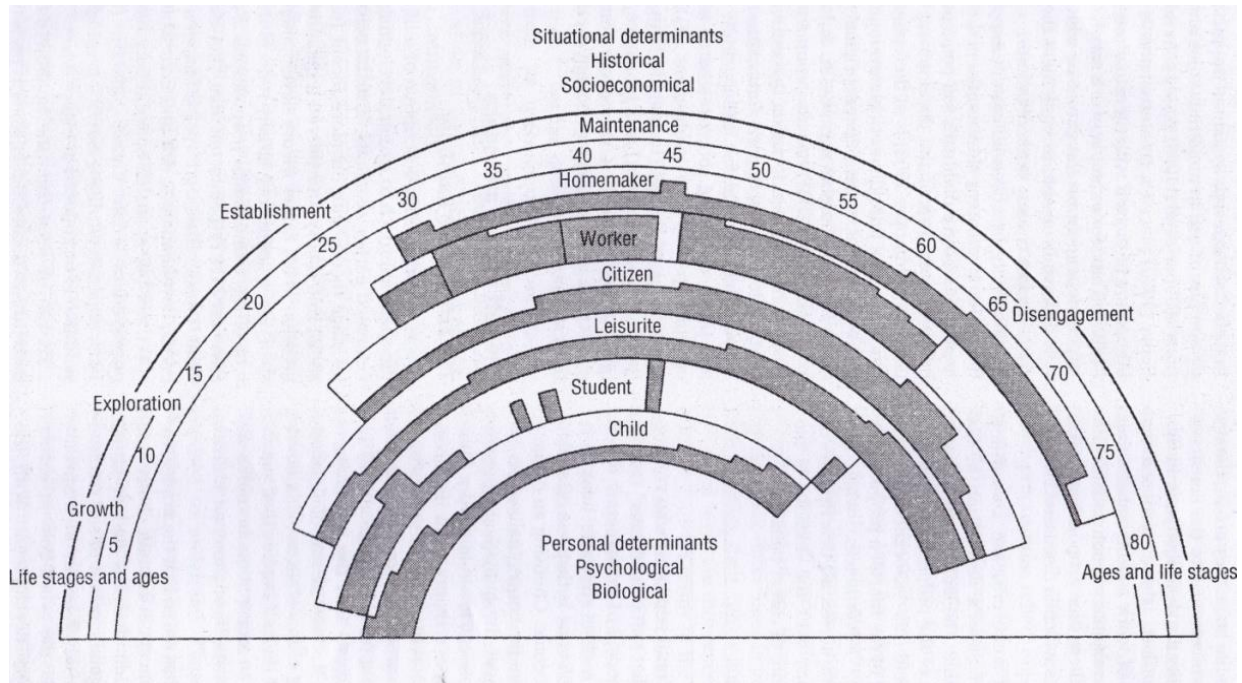 Situational determinants
Historical
Socioeconomical
Maintenance
Establishment
Exploration
Growth
Life stages and ages
5
10
15
20
25
30
35
40
45
50
55
60
65
70
75
80
Disengagement
Ages and life stages
Homemaker
Worker
Citizen
Leisurite
Student
Child
Personal determinants
Psychological
Biological